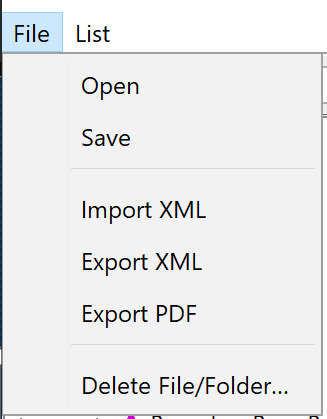 File List
Open
Save
Import XML
Export XML
Export PDF
Delete File/Folder...